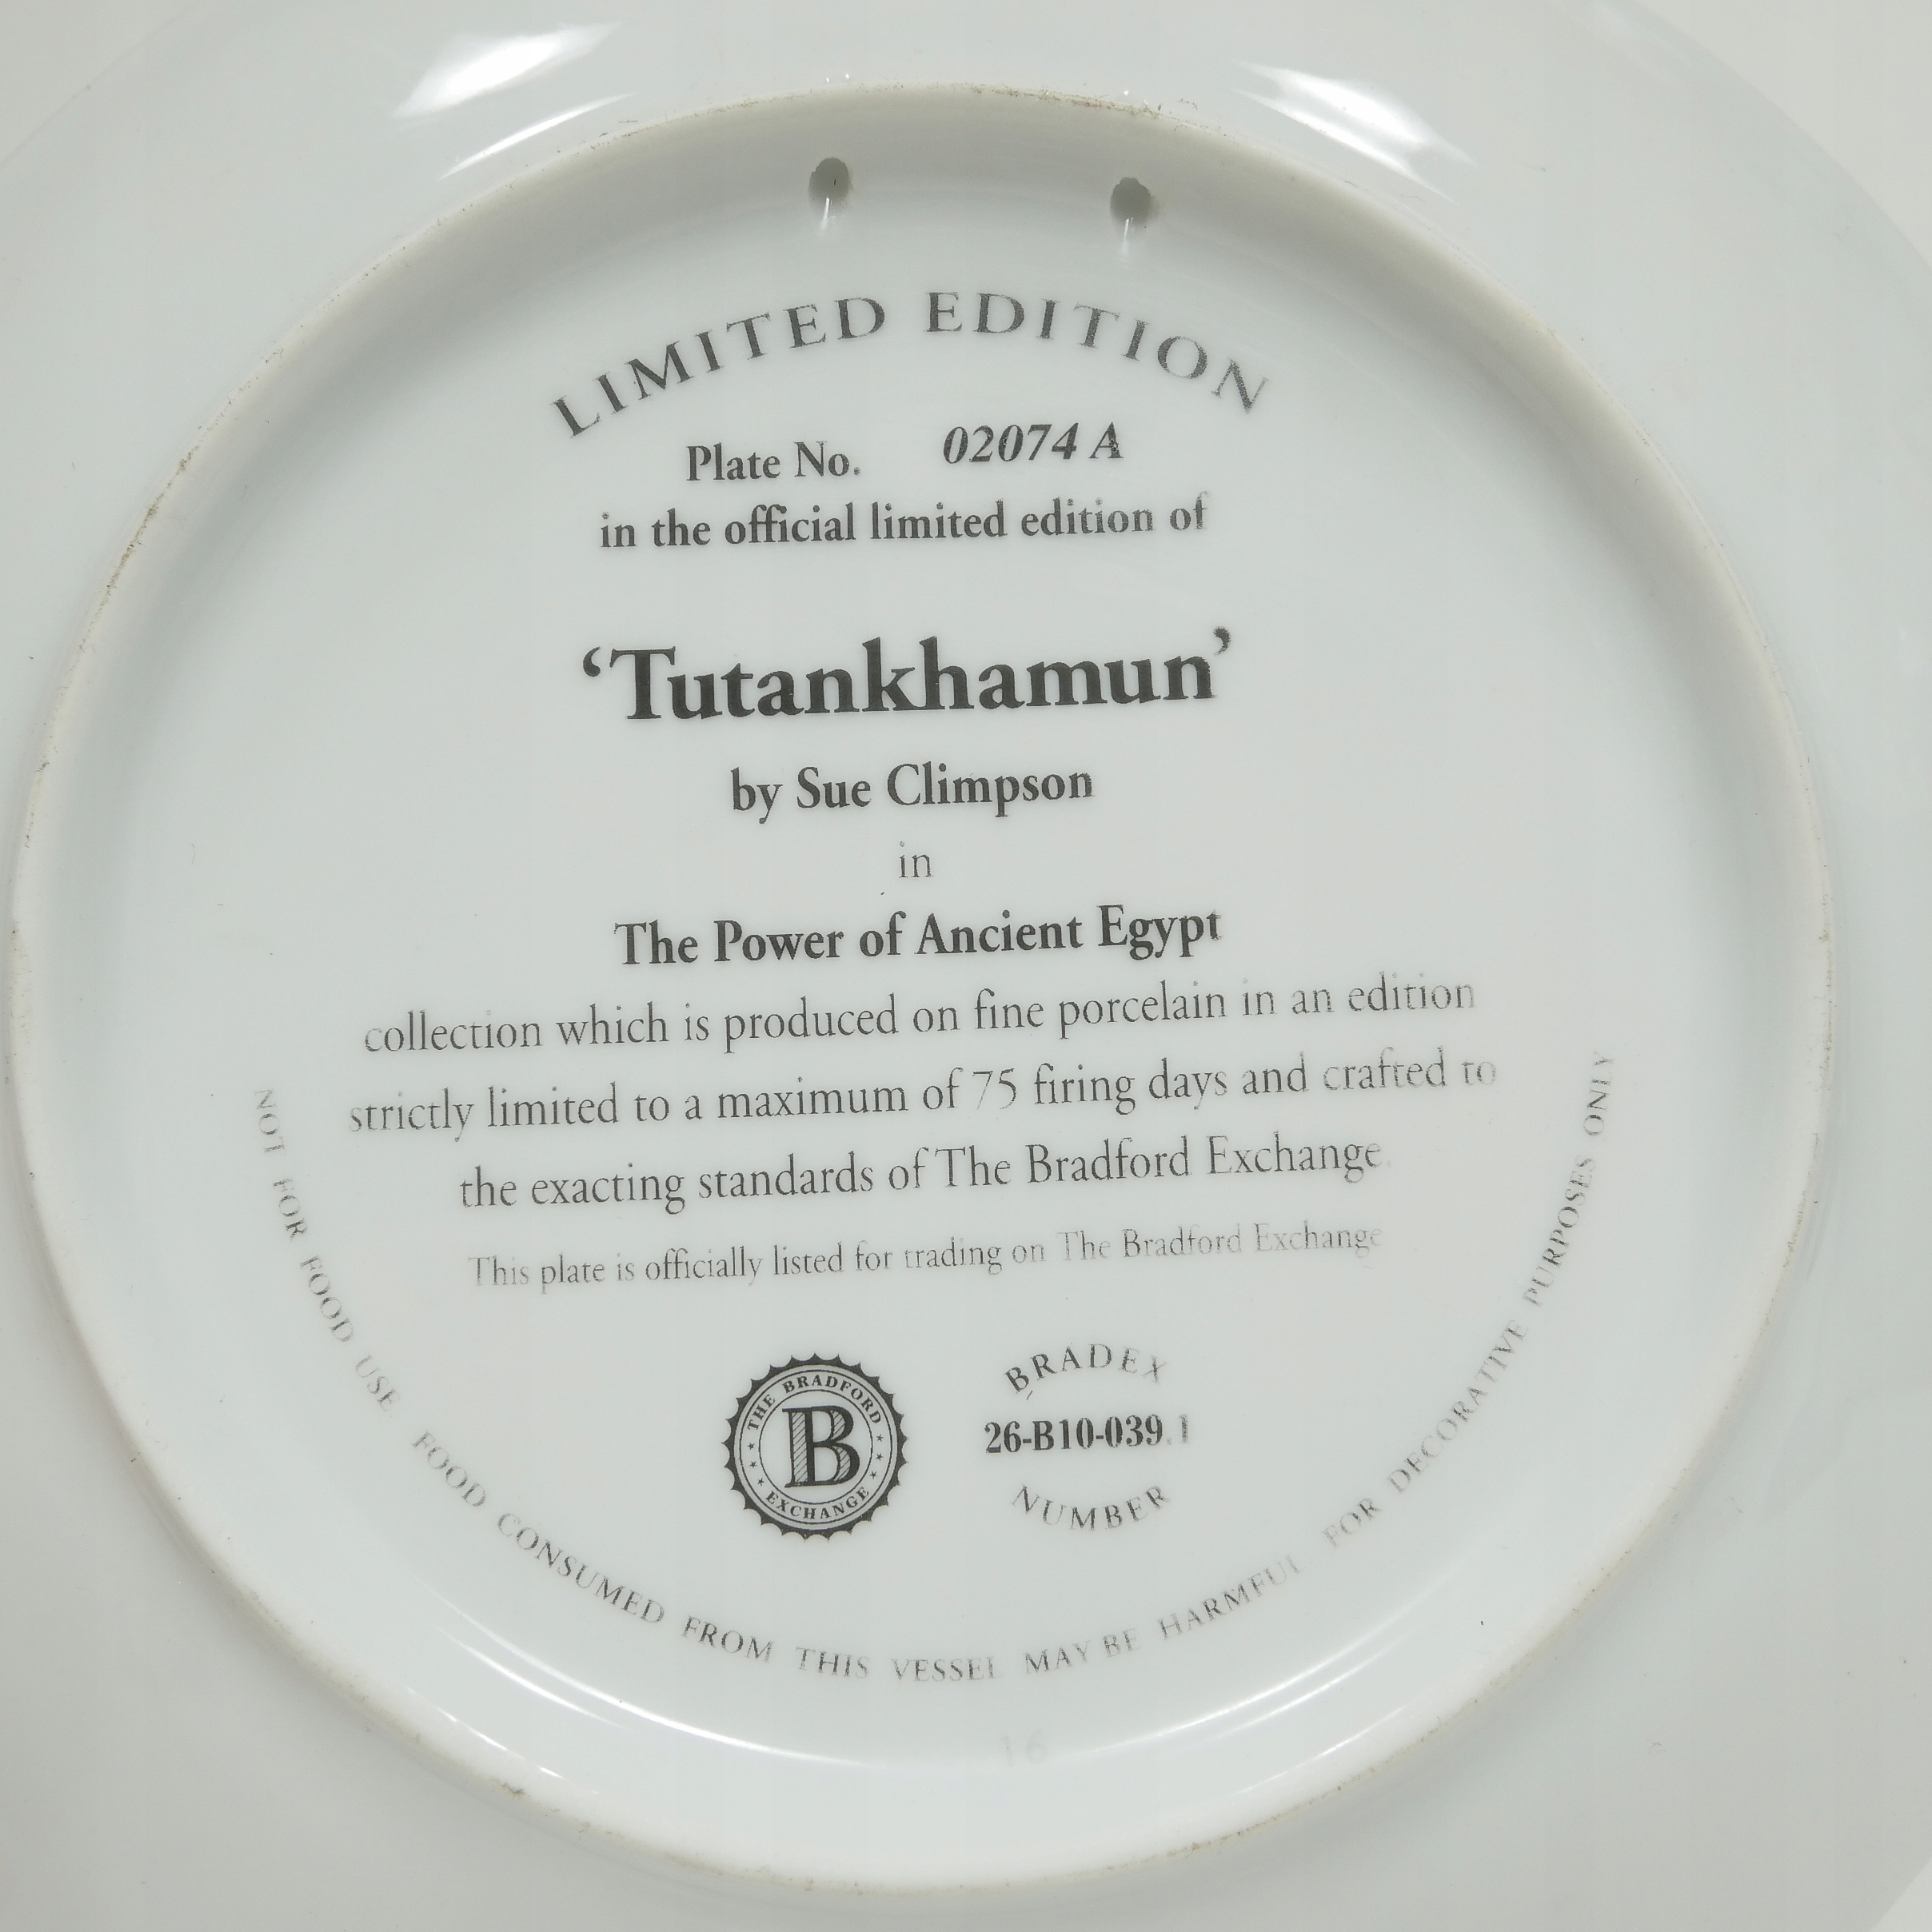 LIMITED EDITION
Plate No. 02074 A
in the official limited edition of
‘Tutankhamun’
by Sue Climpson
in
The Power of Ancient Egypt
collection which is produced on fine porcelain in an edition
strictly limited to a maximum of 75 firing days and crafted to
the exacting standards of The Bradford Exchange.
This plate is officially listed for trading on The Bradford Exchange
THE BRADFORD
B
EXCHANGE
BRADEX
26-B10-039.1
NUMBER
NOT FOR FOOD USE FOOD CONSUMED FROM THIS VESSEL MAY BE HARMFUL FOR DECORATIVE PURPOSES ONLY
16